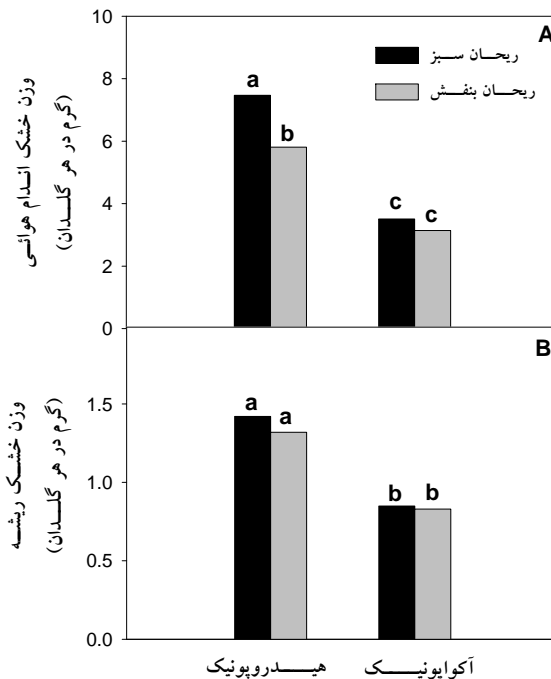 A
ریحان سبز
ریحان بنفش
وزن خشک اندام هوائی
(گرم در هر گلدان)
10
8
6
4
2
0
a
b
c
c
B
وزن خشک ریشه
(گرم در هر گلدان)
1.5
1.0
0.5
0.0
a
a
b
b
هیدروپونیک
آکواپونیک